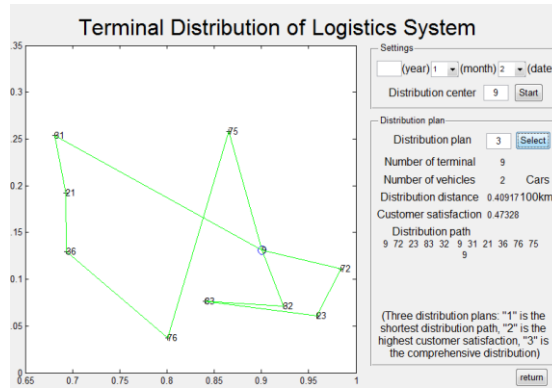 Terminal Distribution of Logistics System
.35
0.3
.25
0.2
.15
0.1
.05
0
0.65 0.7 0.75 0.8 0.85 0.9 0.95 1
31
75
21
36
9
72
83
32
23
76
Settings
(year) 1 (month) 2 (date
Distribution center 9 Start
Distribution plan
Distribution plan 3 Select
Number of terminal 9
Number of vehicles 2 Cars
Distribution distance 0.40917 100km
Customer satisfaction 0.47328
Distribution path
9 72 23 83 32 9 31 21 36 76 75
9
(Three distribution plans: "1" is the
shortest distribution path, "2" is the
highest customer satisfaction, "3" is
the comprehensive distribution)
return